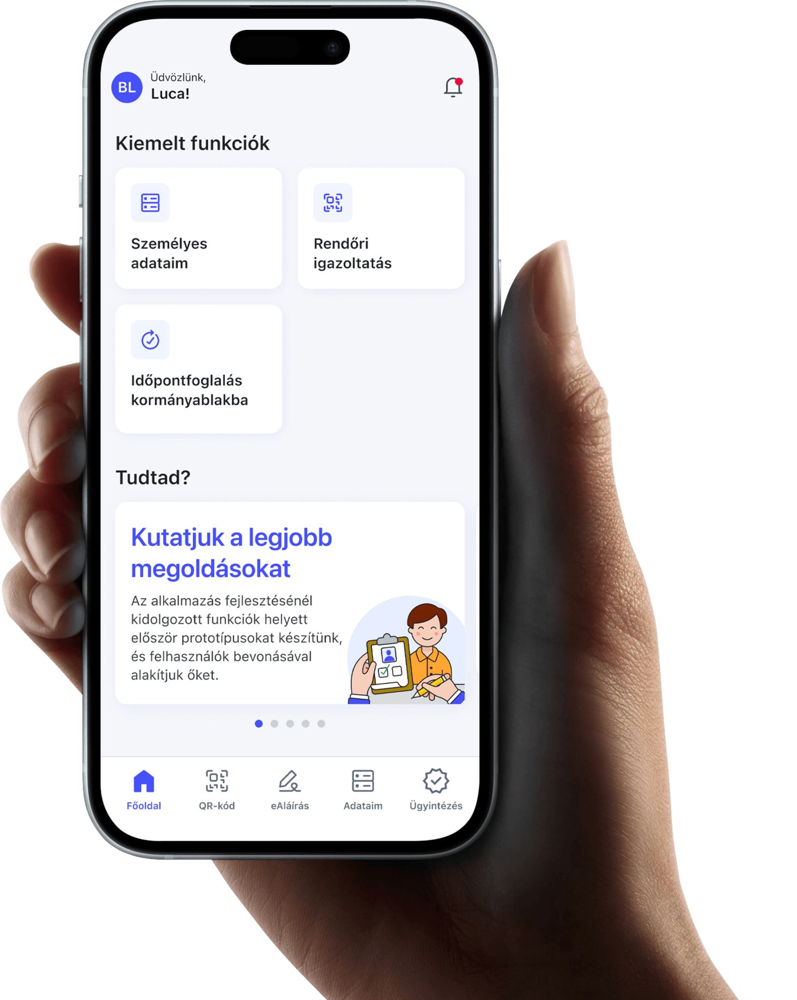 BL
Üdvözlünk,
Luca!
Kiemelt funkciók
Személyes
adataim
Rendőri
igazoltatás
Időpontfoglalás
kormányablakba
Tudtad?
Kutatjuk a legjobb
megoldásokat
Az alkalmazás fejlesztésénél
kidolgozott funkciók helyett
először prototípusokat készítünk,
és felhasználók bevonásával
alakítjuk őket.
Főoldal
QR-kód
eAláírás
Adataim
Ügyintézés